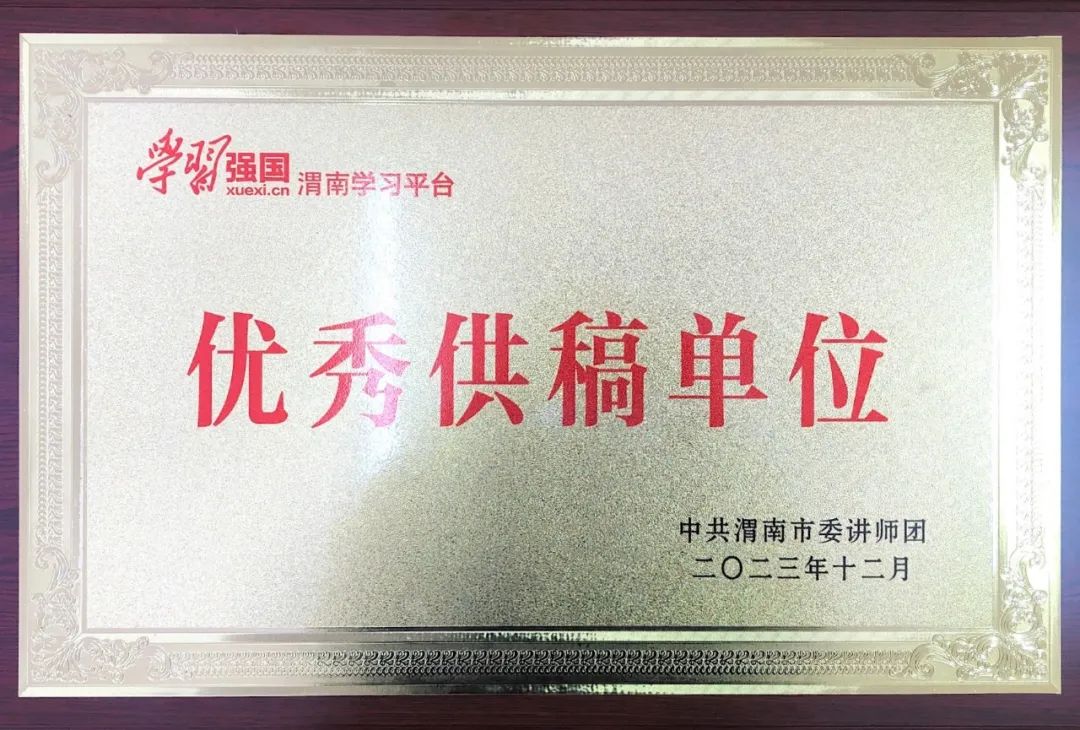 学習强国 渭南学习平台
xuexi.cn
优秀供稿单位
中共渭南市委讲师团
二〇二三年十二月